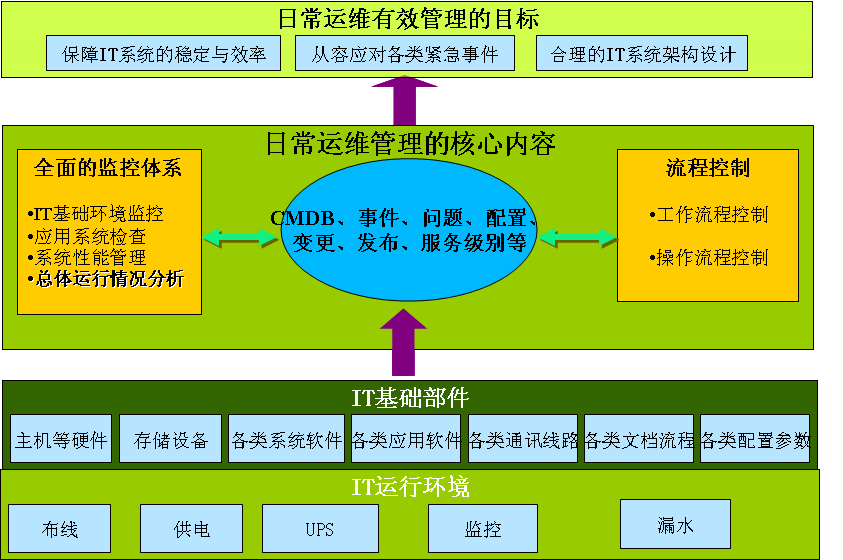 日常运维有效管理的目标
保障IT系统的稳定与效率
从容应对各类紧急事件
合理的IT系统架构设计
日常运维管理的核心内容
全面的监控体系
•IT基础环境监控
•应用系统检查
•系统性能管理
•总体运行情况分析
CMDB、事件、问题、配置、
变更、发布、服务级别等
流程控制
•工作流程控制
•操作流程控制
IT基础部件
主机等硬件
存储设备
各类系统软件
各类应用软件
各类通讯线路
各类文档流程
各类配置参数
IT运行环境
布线
供电
UPS
监控
漏水